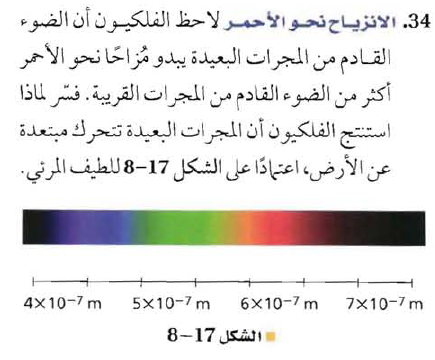 34. الانزياح نحو الأحمر لاحظ الفلكيون أن الضوء
القادم من المجرات البعيدة يبدو مُزاحًا نحو الأحمر
أكثر من الضوء القادم من المجرات القريبة. فسّر لماذا
استنتج الفلكيون أن المجرات البعيدة تتحرك مبتعدة
عن الأرض، اعتمادًا على الشكل 17-8 للطيف المرئي.
4×10⁻⁷ m 5×10⁻⁷ m 6×10⁻⁷ m 7×10⁻⁷ m
الشكل 17-8